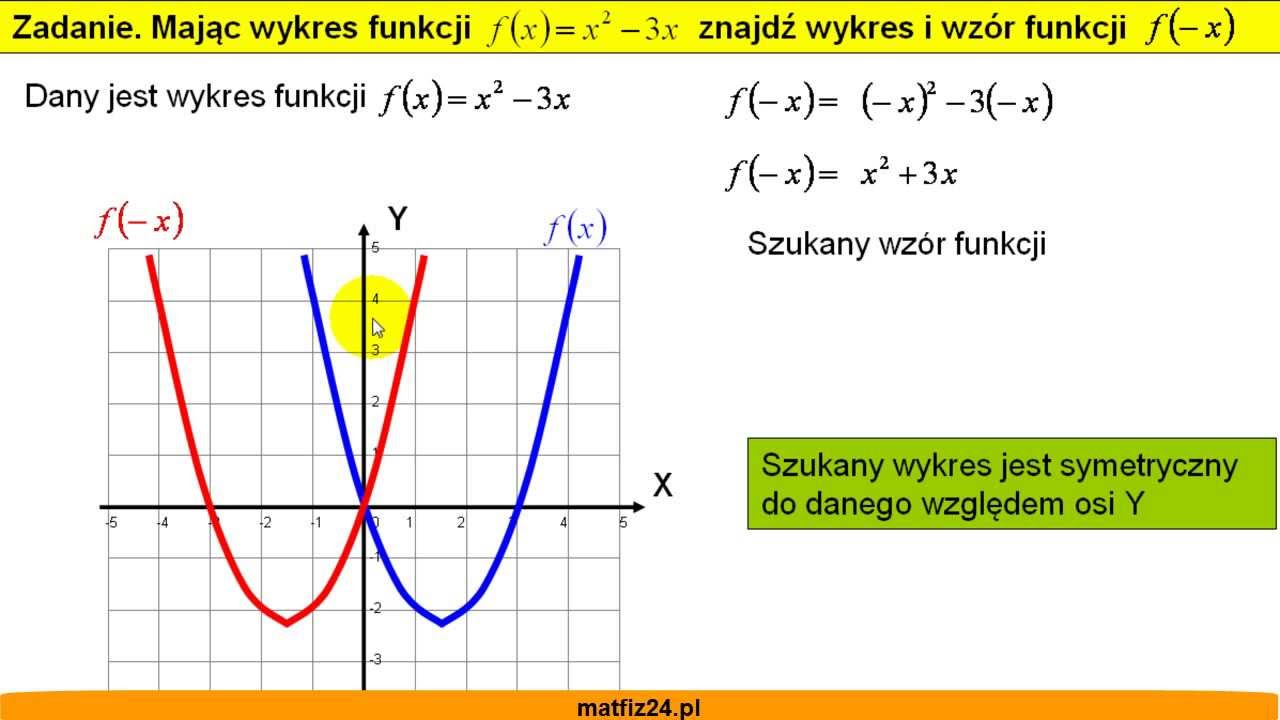 Zadanie. Mając wykres funkcji f(x)=x²-3x znajdź wykres i wzór funkcji f(-x)
Dany jest wykres funkcji f(x)=x²-3x
f(-x)= (-x)²-3(-x)
f(-x)= x²+3x
Szukany wzór funkcji
f(-x)
Y
f(x)
5
4
3
2
1
X
-5 -4 -2 -1 0 1 2 4 5
-1
-2
-3
Szukany wykres jest symetryczny
do danego względem osi Y
matfiz24.pl